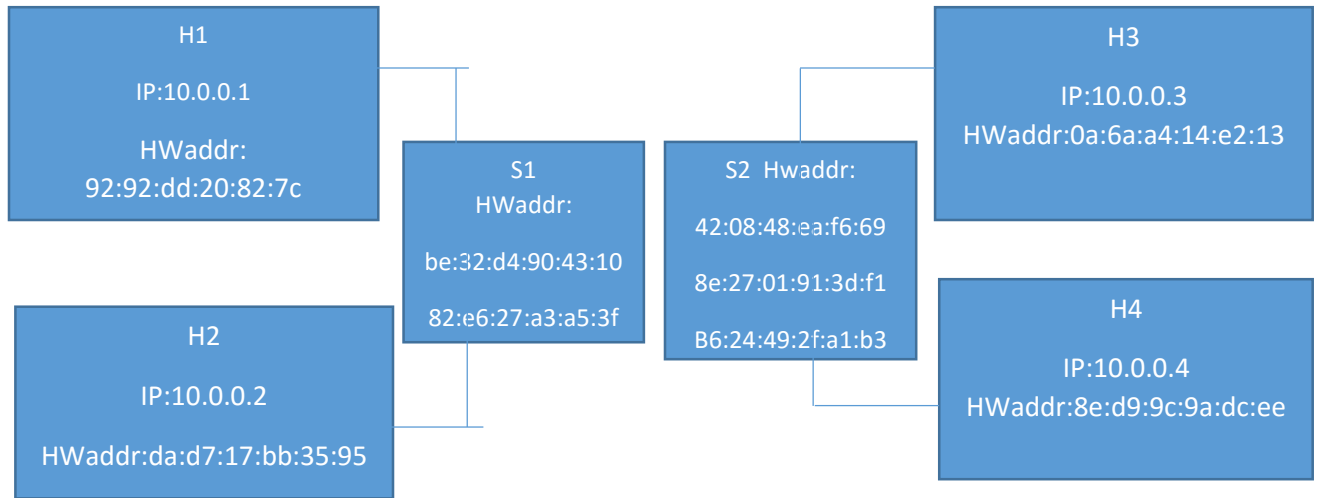 H1
IP:10.0.0.1
HWaddr:
92:92:dd:20:82:7c
H2
IP:10.0.0.2
HWaddr:da:d7:17:bb:35:95
S1
HWaddr:
be:32:d4:90:43:10
82:e6:27:a3:a5:3f
S2 Hwaddr:
42:08:48:ea:f6:69
8e:27:01:91:3d:f1
B6:24:49:2f:a1:b3
H3
IP:10.0.0.3
HWaddr:0a:6a:a4:14:e2:13
H4
IP:10.0.0.4
HWaddr:8e:d9:9c:9a:dc:ee